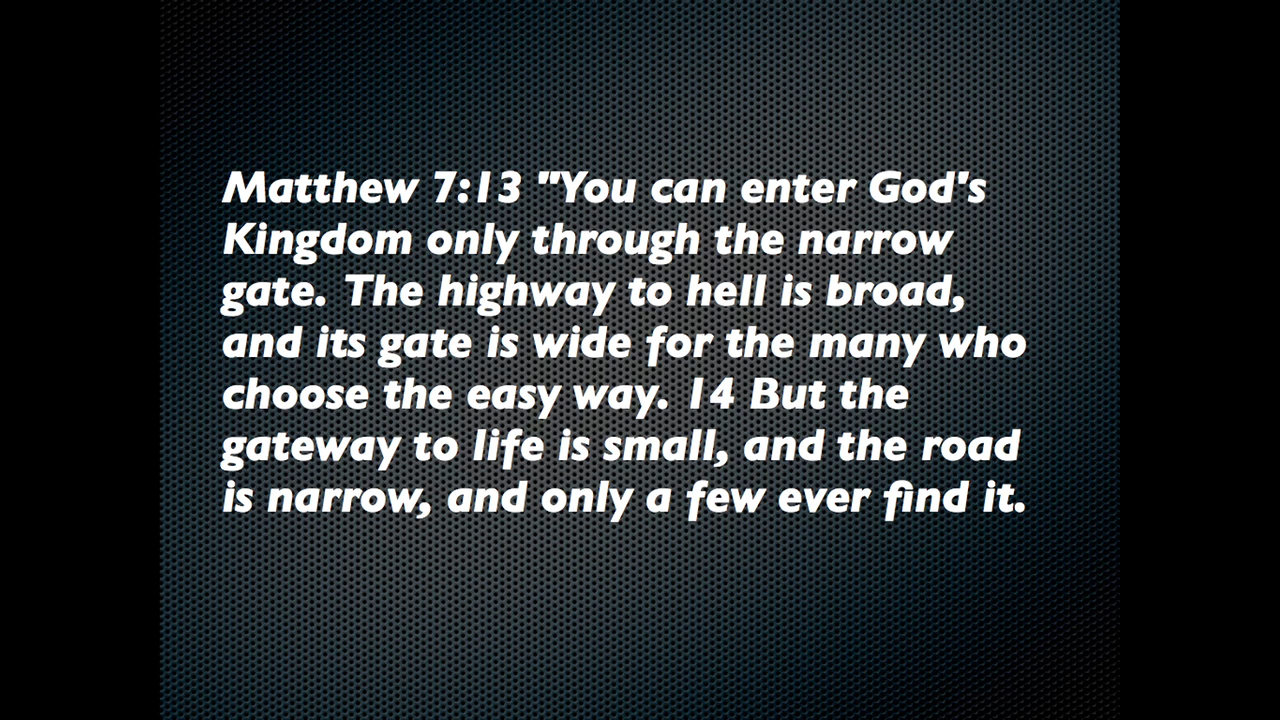 Matthew 7:13 "You can enter God's
Kingdom only through the narrow
gate. The highway to hell is broad,
and its gate is wide for the many who
choose the easy way. 14 But the
gateway to life is small, and the road
is narrow, and only a few ever find it.